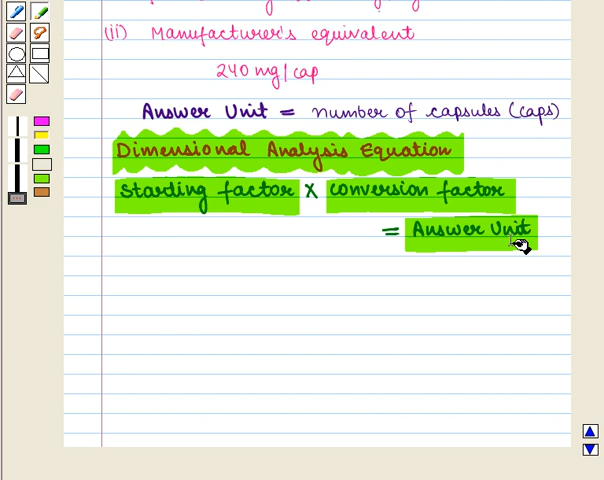 (ii) Manufacturer's equivalent
240 mg/cap
Answer Unit = number of capsules (caps)
Dimensional Analysis Equation
Starding factor X conversion factor
= Answer Unit